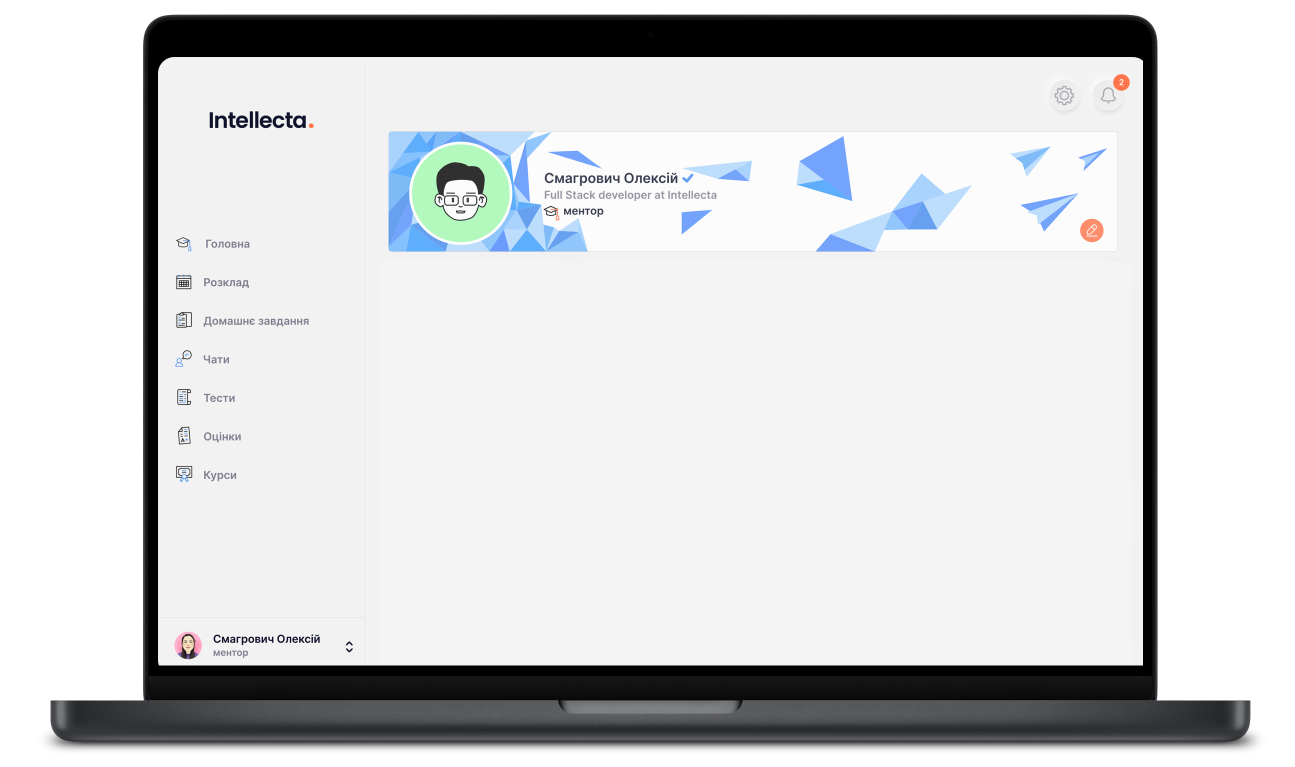 2
Intellecta.
Смагрович Олексій
Full Stack developer at Intellecta
ментор
Головна
Розклад
Домашнє завдання
Чати
Тести
Оцінки
Курси
Смагрович Олексій
ментор